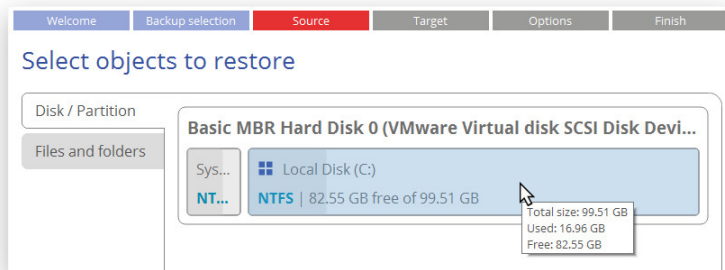 Welcome
Backup selection
Source
Target
Options
Finish
Select objects to restore
Disk / Partition
Files and folders
Basic MBR Hard Disk 0 (VMware Virtual disk SCSI Disk Devi...
Sys...
NT...
Local Disk (C:)
NTFS | 82.55 GB free of 99.51 GB
Total size: 99.51 GB
Used: 16.96 GB
Free: 82.55 GB